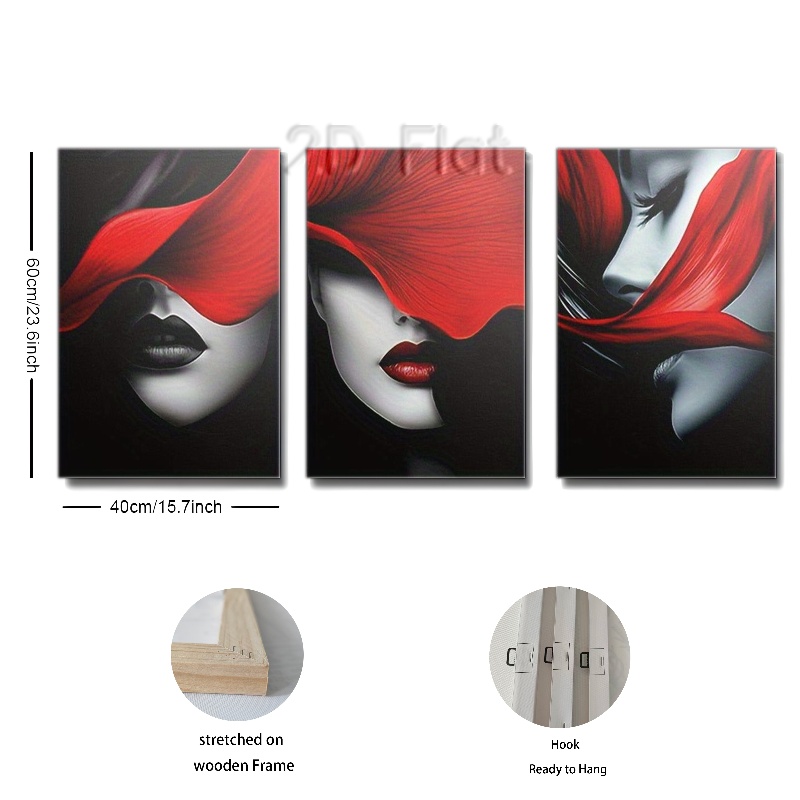 2D Flat
60cm/23.6inch
40cm/15.7inch
stretched on
wooden Frame
Hook
Ready to Hang